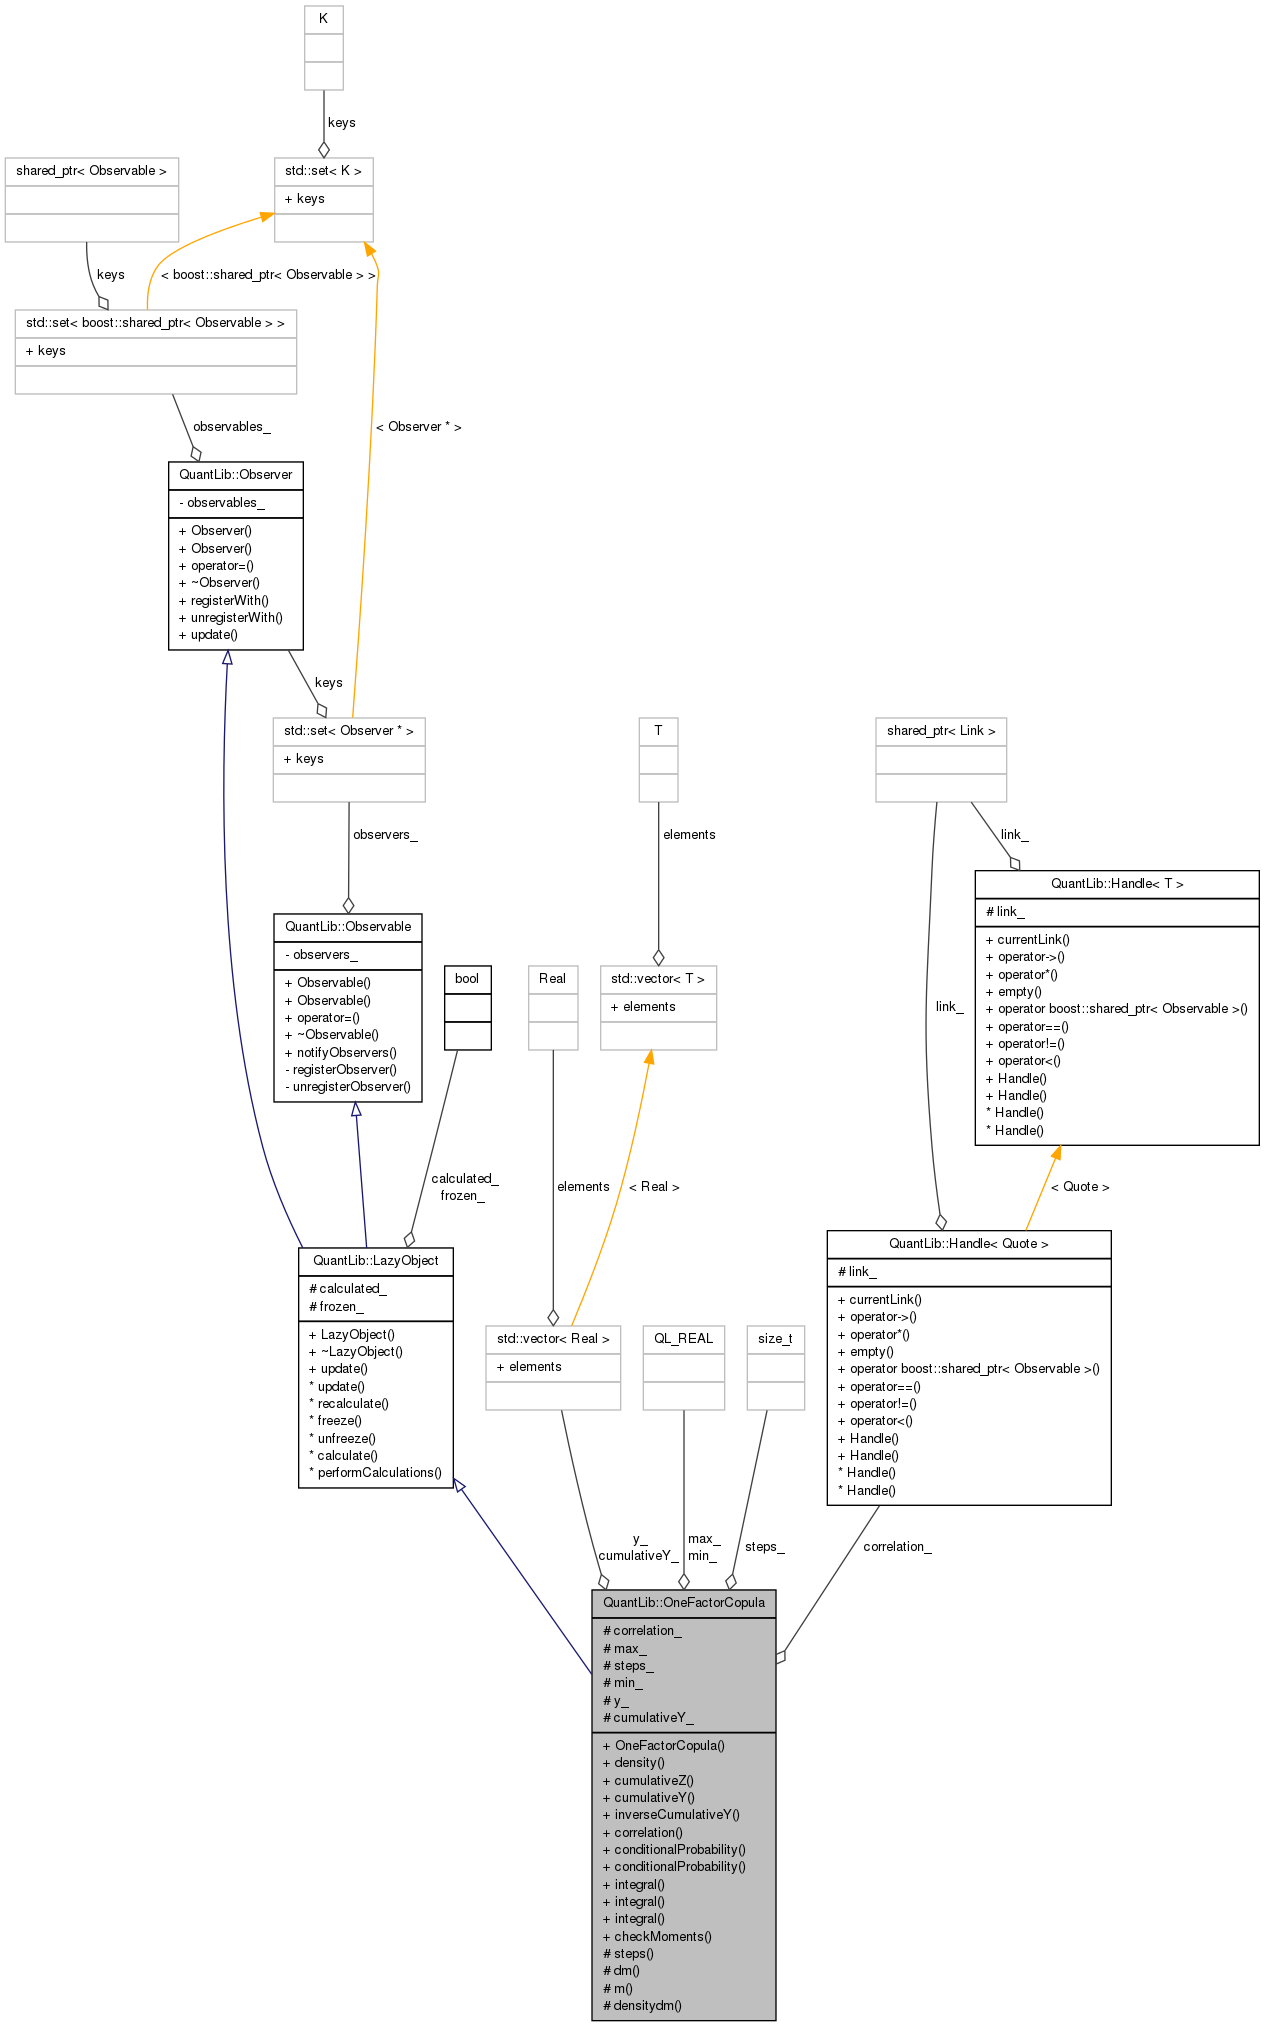 K
keys
shared_ptr< Observable >
std::set< K >
+ keys
keys
< boost::shared_ptr< Observable > >
std::set< boost::shared_ptr< Observable > >
+ keys
observables_
< Observer * >
QuantLib::Observer
- observables_
+ Observer()
+ Observer()
+ operator=()
+ ~Observer()
+ registerWith()
+ unregisterWith()
+ update()
keys
std::set< Observer * >
+ keys
T
shared_ptr< Link >
observers_
elements
link_
QuantLib::Handle< T >
# link_
+ currentLink()
+ operator->()
+ operator*()
+ empty()
+ operator boost::shared_ptr< Observable >()
+ operator==()
+ operator!=()
+ operator<()
+ Handle()
+ Handle()
* Handle()
* Handle()
QuantLib::Observable
- observers_
+ Observable()
+ Observable()
+ operator=()
+ ~Observable()
+ notifyObservers()
- registerObserver()
- unregisterObserver()
bool
Real
std::vector< T >
+ elements
link_
calculated_
frozen_
elements
< Real >
< Quote >
QuantLib::LazyObject
# calculated_
# frozen_
+ LazyObject()
+ ~LazyObject()
+ update()
* update()
* recalculate()
* freeze()
* unfreeze()
* calculate()
* performCalculations()
std::vector< Real >
+ elements
QL_REAL
size_t
QuantLib::Handle< Quote >
# link_
+ currentLink()
+ operator->()
+ operator*()
+ empty()
+ operator boost::shared_ptr< Observable >()
+ operator==()
+ operator!=()
+ operator<()
+ Handle()
+ Handle()
* Handle()
* Handle()
y_
cumulativeY_
max_
min_
steps_
correlation_
QuantLib::OneFactorCopula
# correlation_
# max_
# steps_
# min_
# y_
# cumulativeY_
+ OneFactorCopula()
+ density()
+ cumulativeZ()
+ cumulativeY()
+ inverseCumulativeY()
+ correlation()
+ conditionalProbability()
+ conditionalProbability()
+ integral()
+ integral()
+ integral()
+ checkMoments()
# steps()
# dm()
# m()
# densitydm()